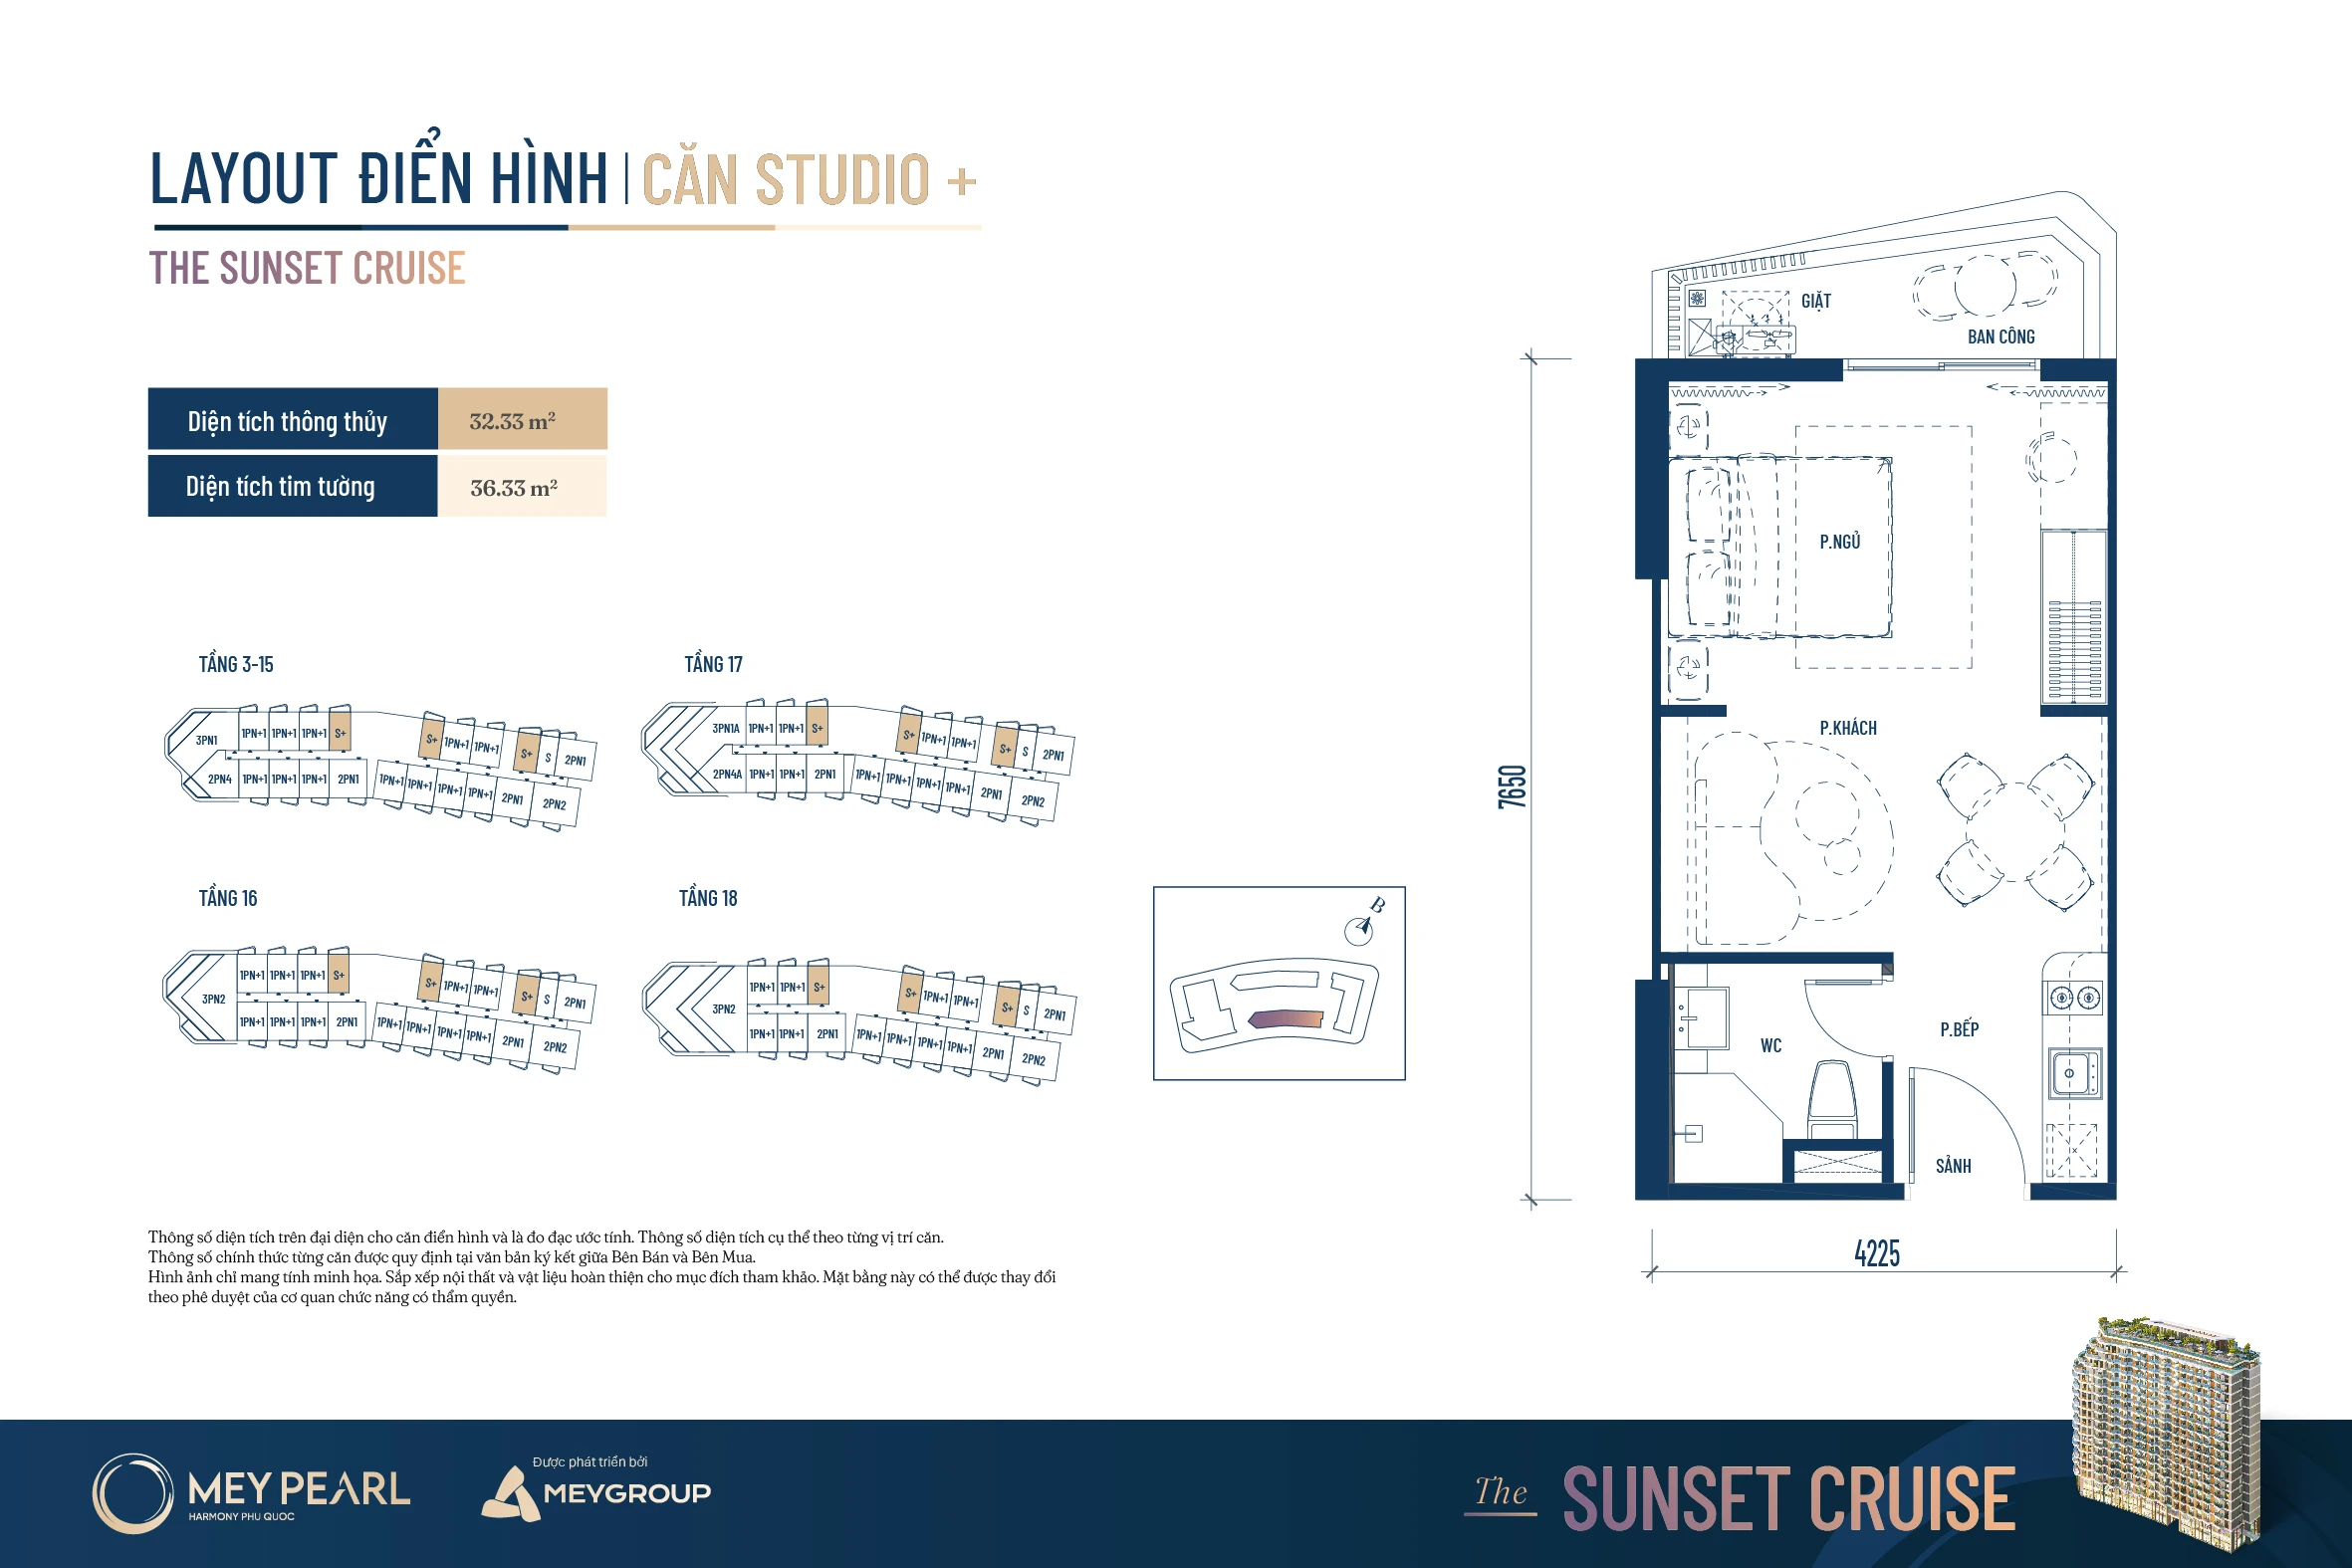 LAYOUT ĐIỂN HÌNH | CĂN STUDIO +
THE SUNSET CRUISE
Diện tích thông thủy 32.33 m²
Diện tích tim tường 36.33 m²
TẦNG 3-15
3PN1 1PN+1 1PN+1 1PN+1 S+ S+ 1PN+1 1PN+1 S+ S 2PN1
2PN4 1PN+1 1PN+1 1PN+1 2PN1 1PN+1 1PN+1 1PN+1 1PN+1 2PN1 2PN2
TẦNG 17
3PN1A 1PN+1 1PN+1 S+ S+ 1PN+1 1PN+1 S+ S 2PN1
2PN4A 1PN+1 1PN+1 2PN1 1PN+1 1PN+1 1PN+1 1PN+1 2PN1 2PN2
TẦNG 16
3PN2 1PN+1 1PN+1 1PN+1 S+ S+ 1PN+1 1PN+1 S+ S 2PN1
1PN+1 1PN+1 1PN+1 2PN1 1PN+1 1PN+1 1PN+1 1PN+1 2PN1 2PN2
TẦNG 18
3PN2 1PN+1 1PN+1 S+ S+ 1PN+1 1PN+1 S+ S 2PN1
1PN+1 1PN+1 2PN1 1PN+1 1PN+1 1PN+1 1PN+1 2PN1 2PN2
B
GIẶT
BAN CÔNG
P.NGỦ
P.KHÁCH
P.BẾP
WC
SẢNH
7650
4225
Thông số diện tích trên đại diện cho căn điển hình và là đo đạc ước tính. Thông số diện tích cụ thể theo từng vị trí căn.
Thông số chính thức từng căn được quy định tại văn bản ký kết giữa Bên Bán và Bên Mua.
Hình ảnh chỉ mang tính minh họa. Sắp xếp nội thất và vật liệu hoàn thiện cho mục đích tham khảo. Mặt bằng này có thể được thay đổi
theo phê duyệt của cơ quan chức năng có thẩm quyền.
MEY PEARL
HARMONY PHU QUOC
Được phát triển bởi
MEYGROUP
The SUNSET CRUISE